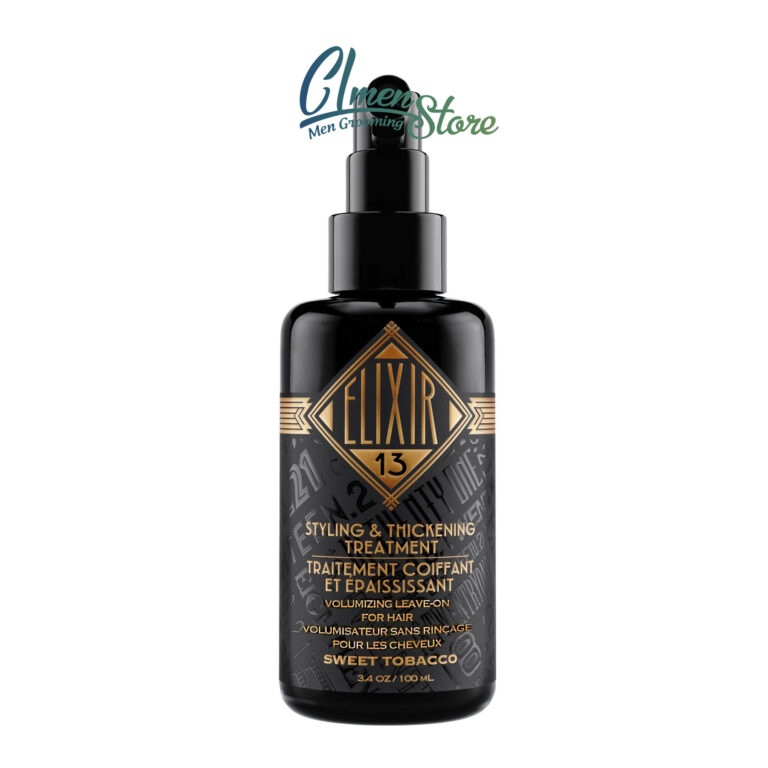 CImen
Men Grooming Store
ELIXIR
13
STYLING & THICKENING
TREATMENT
TRAITEMENT COIFFANT
ET ÉPAISSISSANT
VOLUMIZING LEAVE-ON
FOR HAIR
VOLUMISATEUR SANS RINÇAGE
POUR LES CHEVEUX
SWEET TOBACCO
3.4 OZ / 100 ML